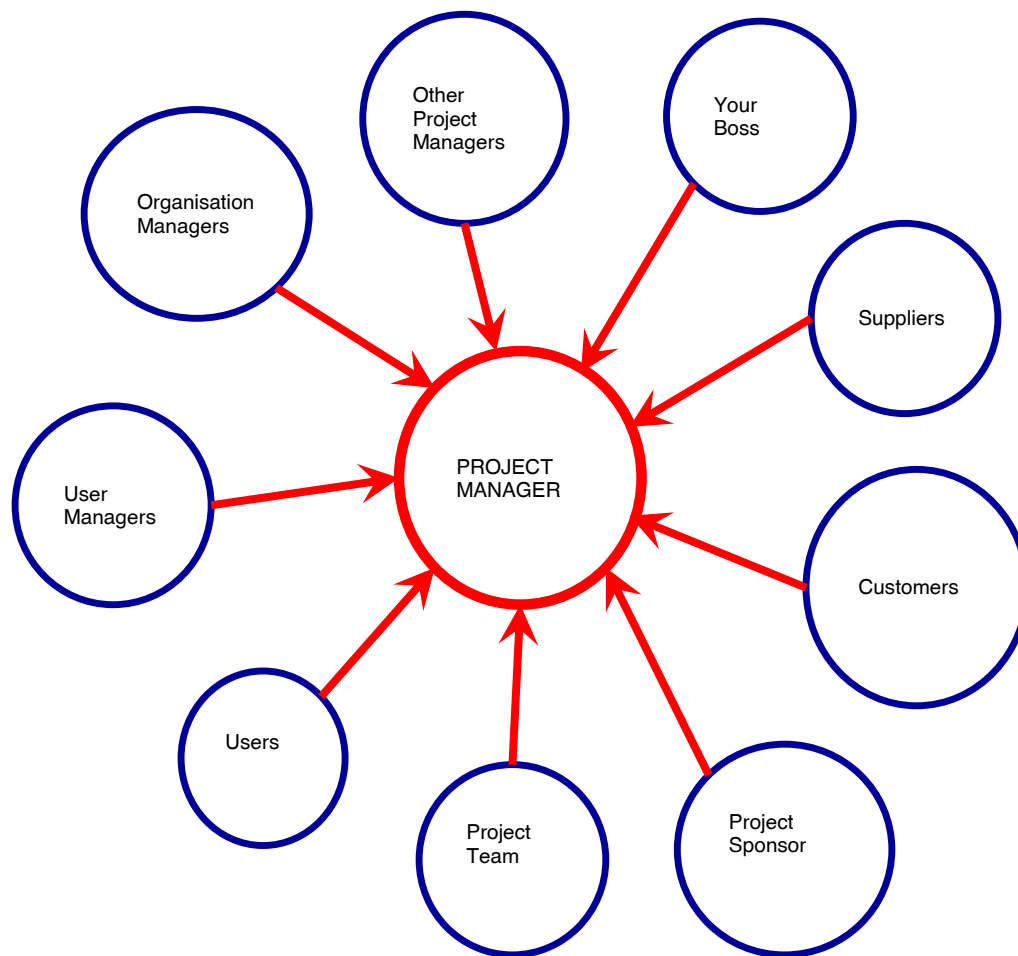 Other
Project
Managers
Your
Boss
Organisation
Managers
Suppliers
PROJECT
MANAGER
User
Managers
Customers
Users
Project
Team
Project
Sponsor